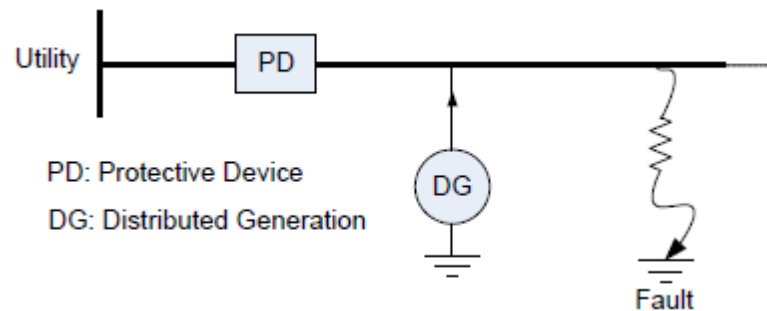 Utility
PD
PD: Protective Device
DG
DG: Distributed Generation
Fault